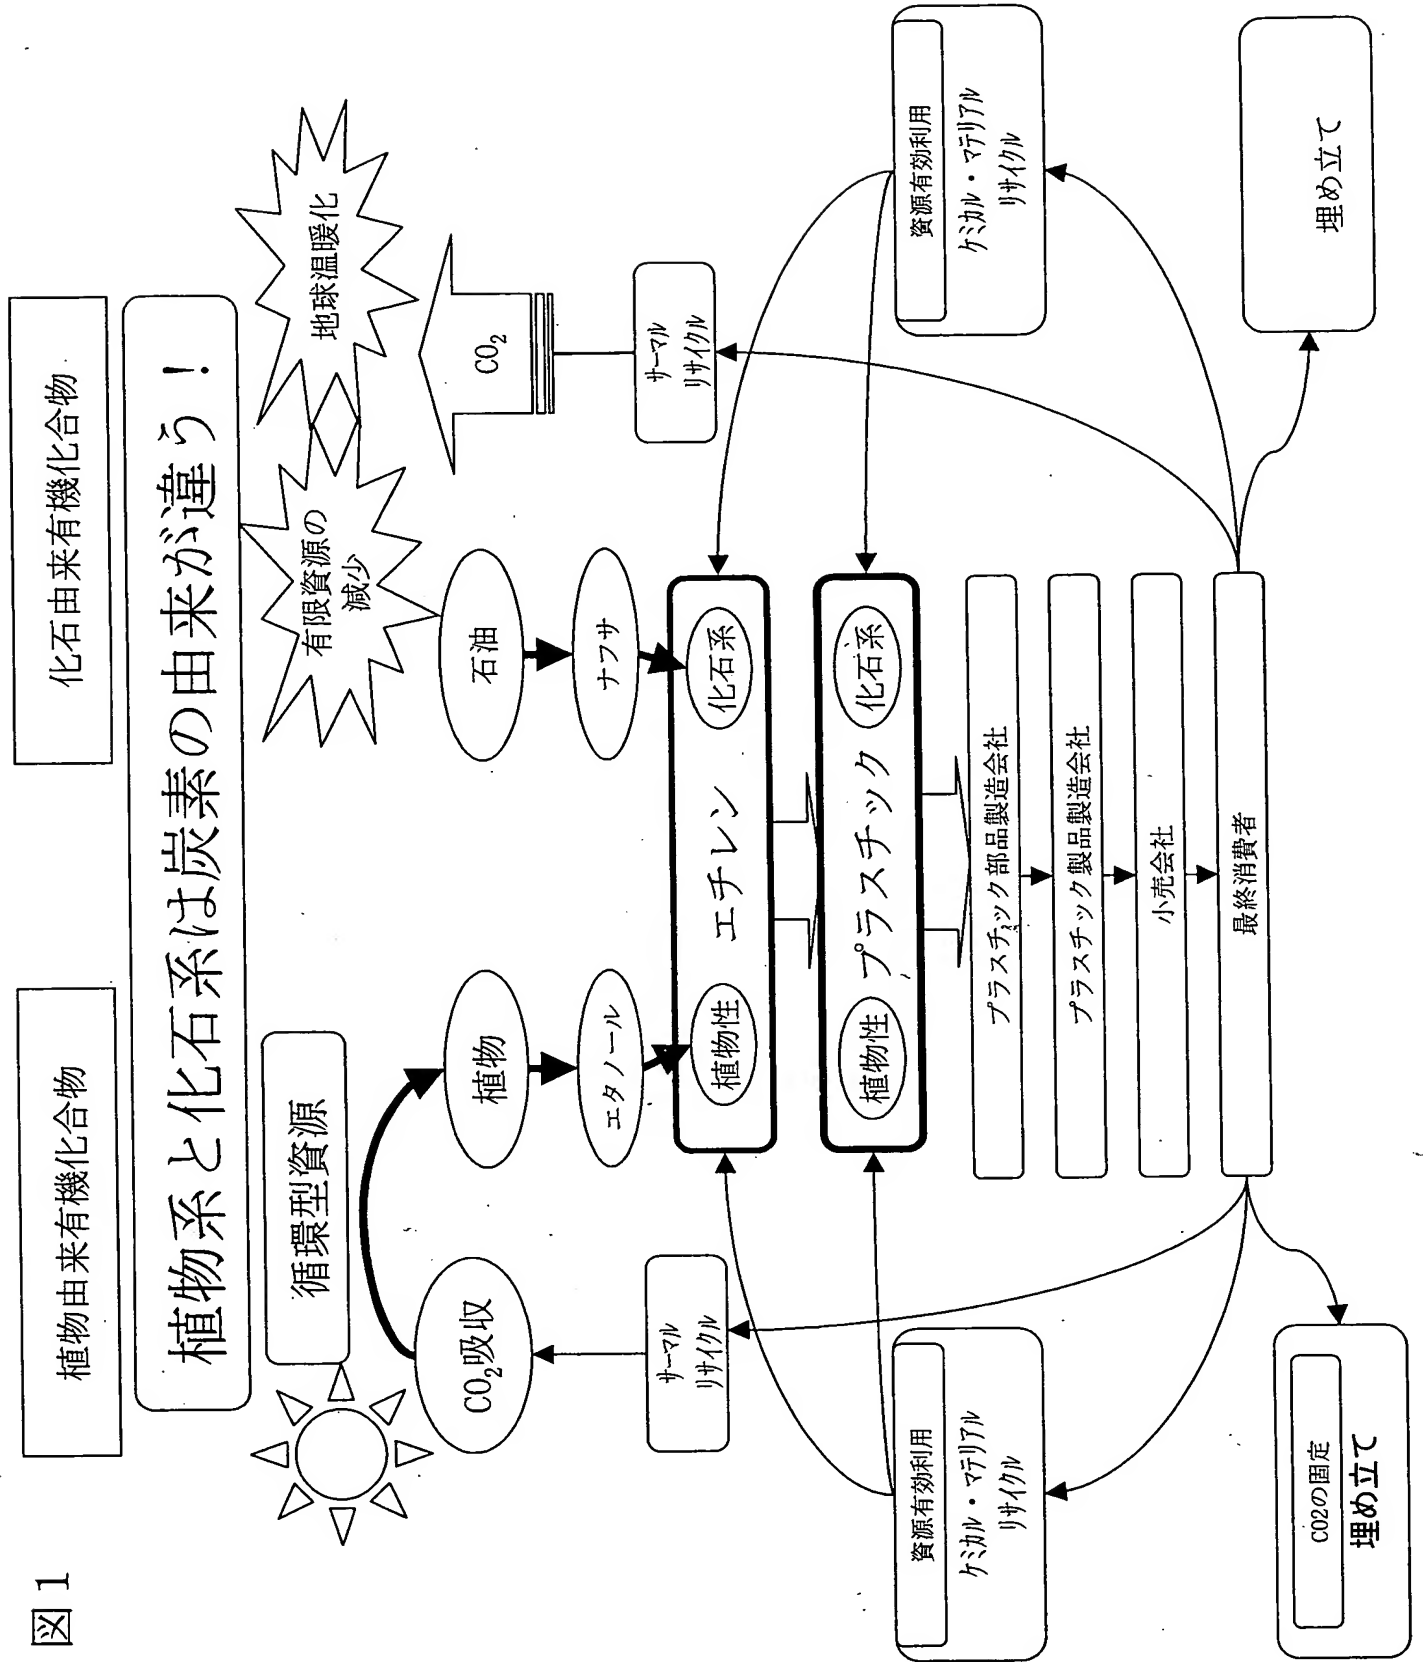 図1
植物由来有機化合物
化石由来有機化合物
植物系と化石系は炭素の由来が違う！
循環型資源
有限資源の
減少
地球温暖化
CO₂吸収
植物
石油
CO₂
エタノール
ナフサ
サーマル
リサイクル
サーマル
リサイクル
植物性
エチレン
化石系
植物性
プラスチック
化石系
資源有効利用
ケミカル・マテリアル
リサイクル
資源有効利用
ケミカル・マテリアル
リサイクル
プラスチック部品製造会社
プラスチック製品製造会社
小売会社
最終消費者
CO2の固定
埋め立て
埋め立て